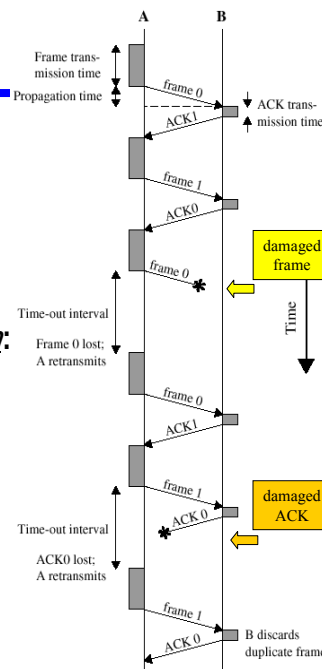 A
B
Frame trans-
mission time
Propagation time
frame 0
ACK trans-
mission time
ACK1
frame 1
ACK0
frame 0
damaged
frame
Time-out interval
Time
y:
Frame 0 lost;
A retransmits
frame 0
ACK1
frame 1
damaged
ACK
ACK 0
Time-out interval
ACK0 lost;
A retransmits
frame 1
ACK 0
B discards
duplicate frame